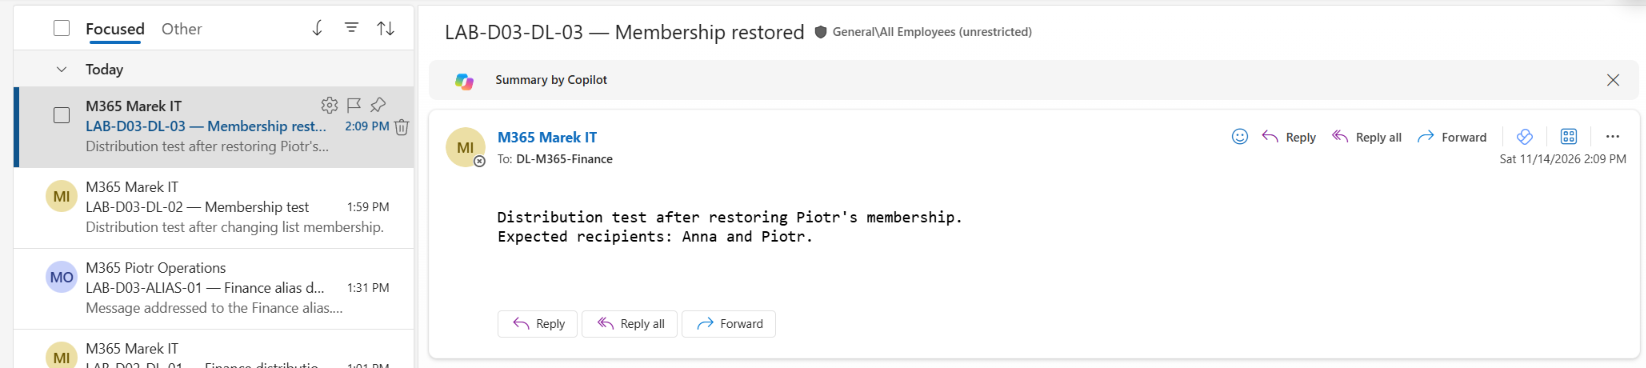 Focused Other
Today
M365 Marek IT
LAB-D03-DL-03 — Membership rest... 2:09 PM
Distribution test after restoring Piotr's...
MI
M365 Marek IT
LAB-D03-DL-02 — Membership test 1:59 PM
Distribution test after changing list membership.
MO
M365 Piotr Operations
LAB-D03-ALIAS-01 — Finance alias d... 1:31 PM
Message addressed to the Finance alias....
MI
M365 Marek IT
LAB-D03-DL-03 — Membership restored General\All Employees (unrestricted)
Summary by Copilot
MI
M365 Marek IT
To: DL-M365-Finance
Reply Reply all Forward
Sat 11/14/2026 2:09 PM
Distribution test after restoring Piotr's membership.
Expected recipients: Anna and Piotr.
Reply Reply all Forward